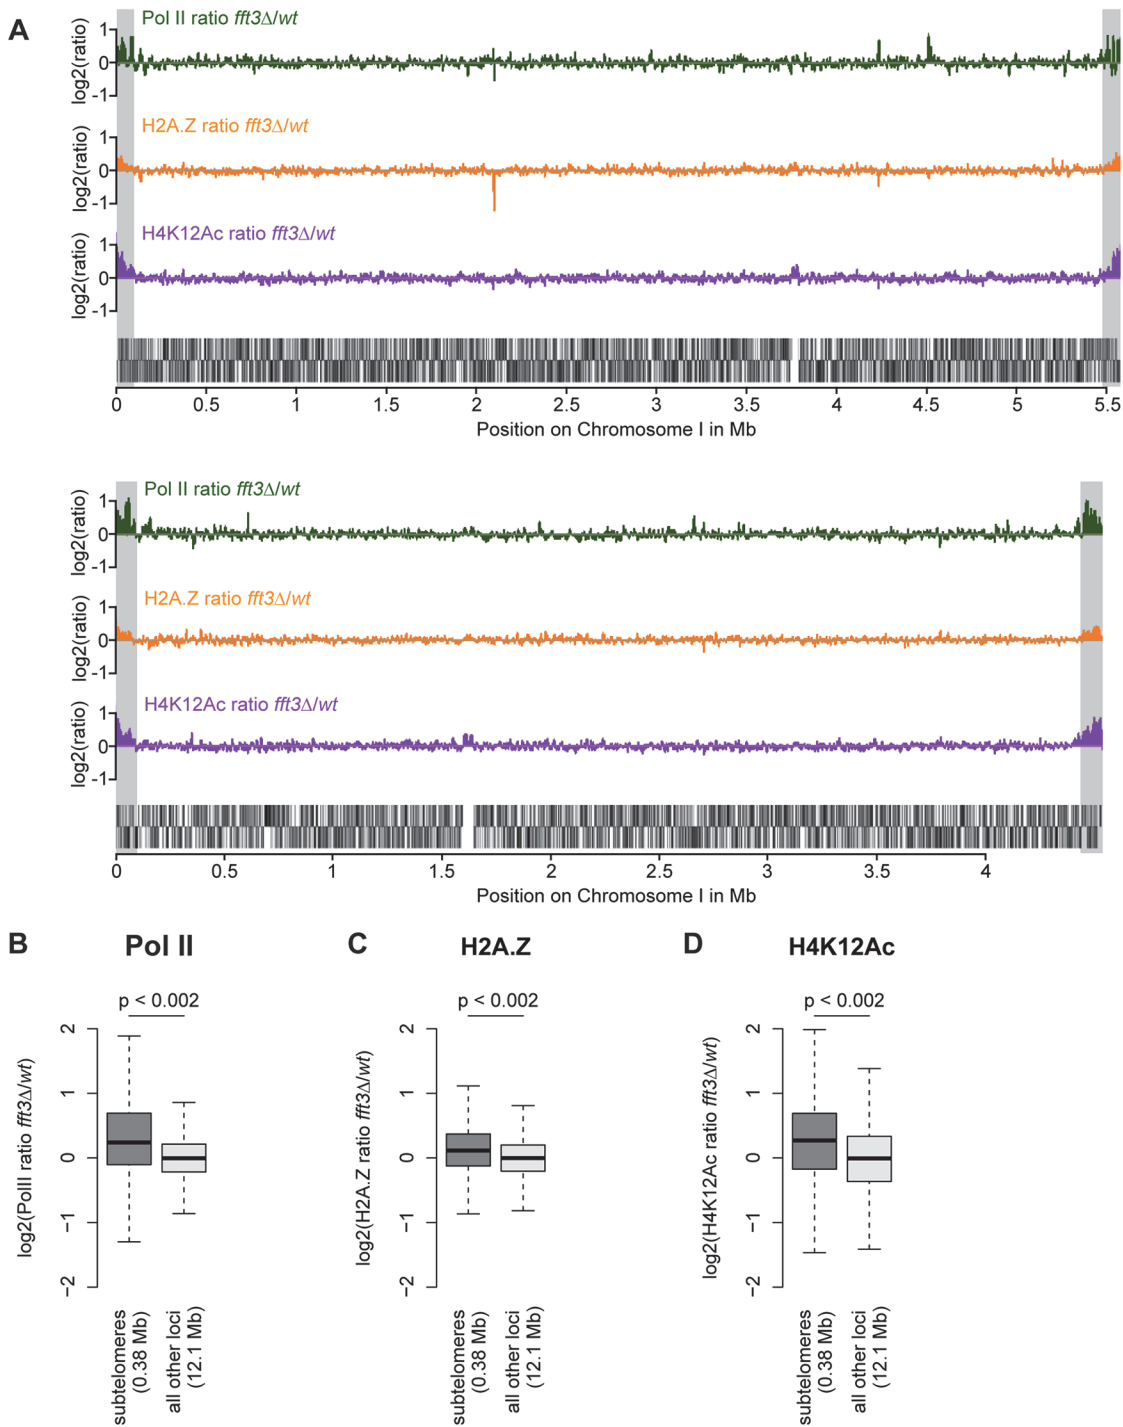 A
Pol II ratio fft3Δ/wt
log2(ratio)
1
0
-1
H2A.Z ratio fft3Δ/wt
log2(ratio)
1
0
-1
H4K12Ac ratio fft3Δ/wt
log2(ratio)
1
0
-1
0 0.5 1 1.5 2 2.5 3 3.5 4 4.5 5 5.5
Position on Chromosome I in Mb
Pol II ratio fft3Δ/wt
log2(ratio)
1
0
-1
H2A.Z ratio fft3Δ/wt
log2(ratio)
1
0
-1
H4K12Ac ratio fft3Δ/wt
log2(ratio)
1
0
-1
0 0.5 1 1.5 2 2.5 3 3.5 4
Position on Chromosome I in Mb
B Pol II
p < 0.002
log2(PolII ratio fft3Δ/wt)
2
1
0
−1
−2
subtelomeres
(0.38 Mb)
all other loci
(12.1 Mb)
C H2A.Z
p < 0.002
log2(H2A.Z ratio fft3Δ/wt)
2
1
0
−1
−2
subtelomeres
(0.38 Mb)
all other loci
(12.1 Mb)
D H4K12Ac
p < 0.002
log2(H4K12Ac ratio fft3Δ/wt)
2
1
0
−1
−2
subtelomeres
(0.38 Mb)
all other loci
(12.1 Mb)